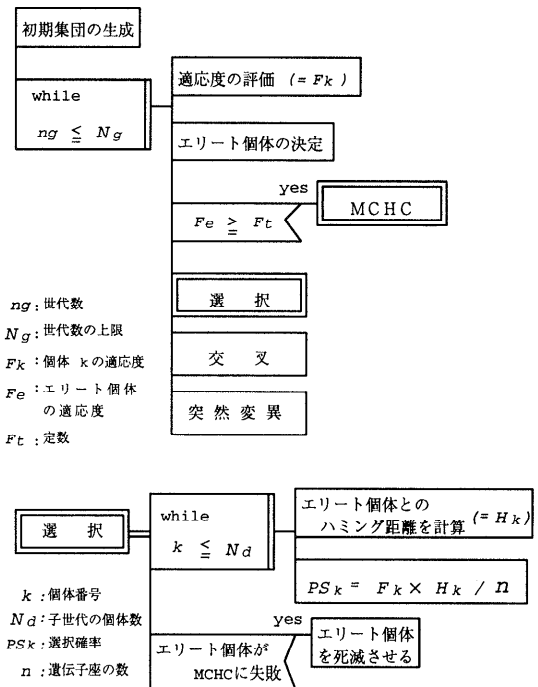 初期集団の生成
while
ng ≦ Ng
適応度の評価 (= Fk)
エリート個体の決定
yes
Fe ≧ Ft
MCHC
選 択
交 叉
突 然 変 異
ng : 世代数
Ng : 世代数の上限
Fk : 個体 kの適応度
Fe : エリート個体
の適応度
Ft : 定数
選 択
while
k ≦ Nd
エリート個体との
ハミング距離を計算 (= Hk)
PSk = Fk × Hk / n
k : 個体番号
Nd : 子世代の個体数
PSk : 選択確率
n : 遺伝子座の数
エリート個体が
MCHCに失敗
yes
エリート個体
を死滅させる